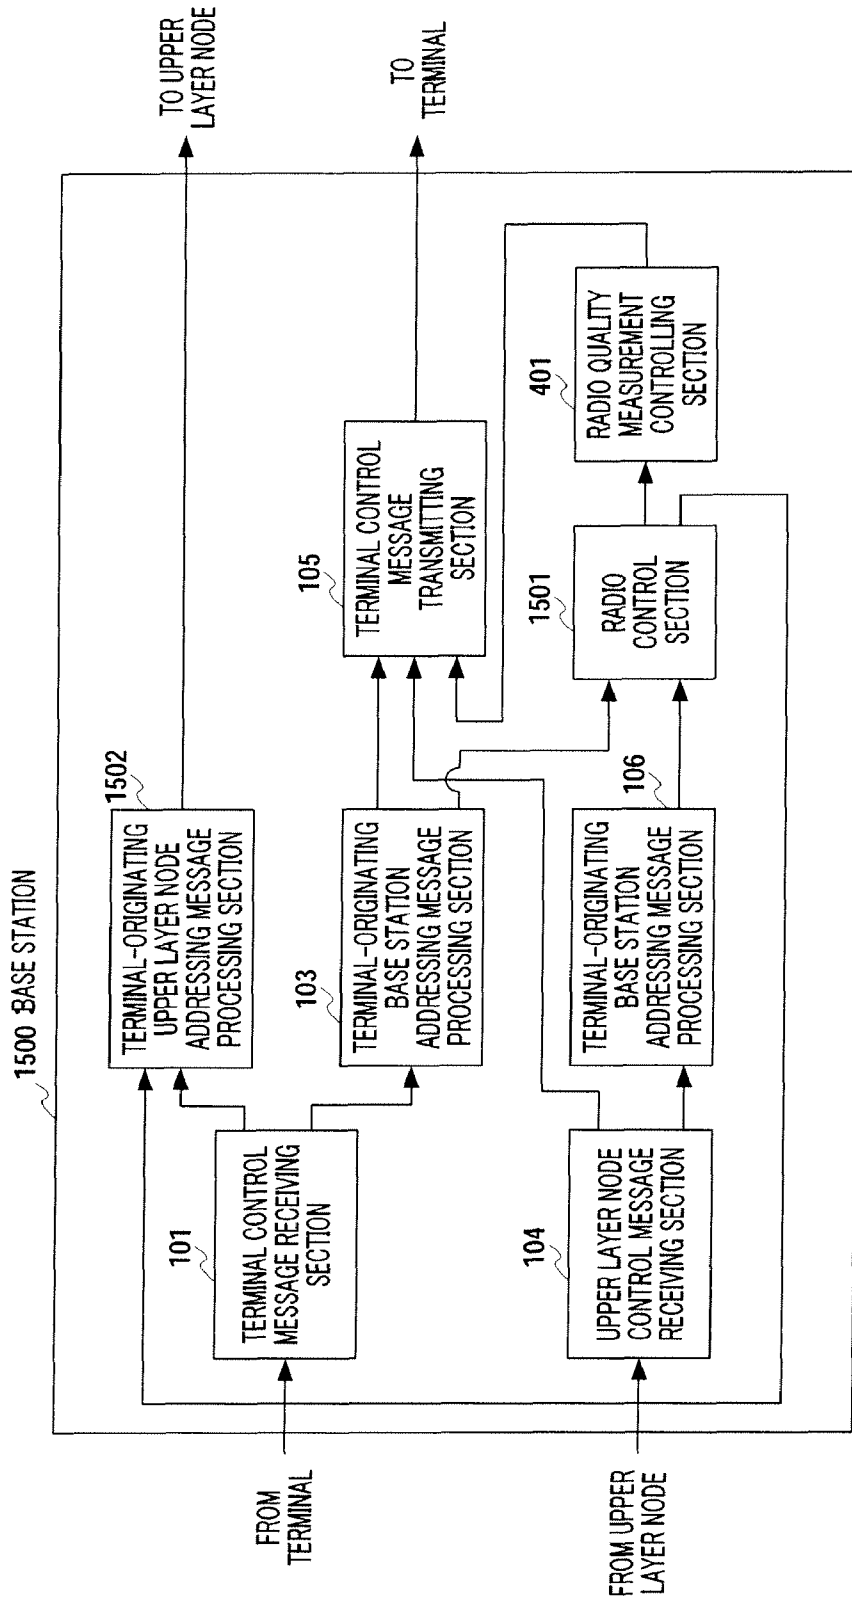 1500 BASE STATION
FROM
TERMINAL
101
TERMINAL CONTROL
MESSAGE RECEIVING
SECTION
1502
TERMINAL-ORIGINATING
UPPER LAYER NODE
ADDRESSING MESSAGE
PROCESSING SECTION
TO UPPER
LAYER NODE
103
TERMINAL-ORIGINATING
BASE STATION
ADDRESSING MESSAGE
PROCESSING SECTION
105
TERMINAL CONTROL
MESSAGE
TRANSMITTING
SECTION
TO
TERMINAL
FROM UPPER
LAYER NODE
104
UPPER LAYER NODE
CONTROL MESSAGE
RECEIVING SECTION
106
TERMINAL-ORIGINATING
BASE STATION
ADDRESSING MESSAGE
PROCESSING SECTION
1501
RADIO
CONTROL
SECTION
401
RADIO QUALITY
MEASUREMENT
CONTROLLING
SECTION